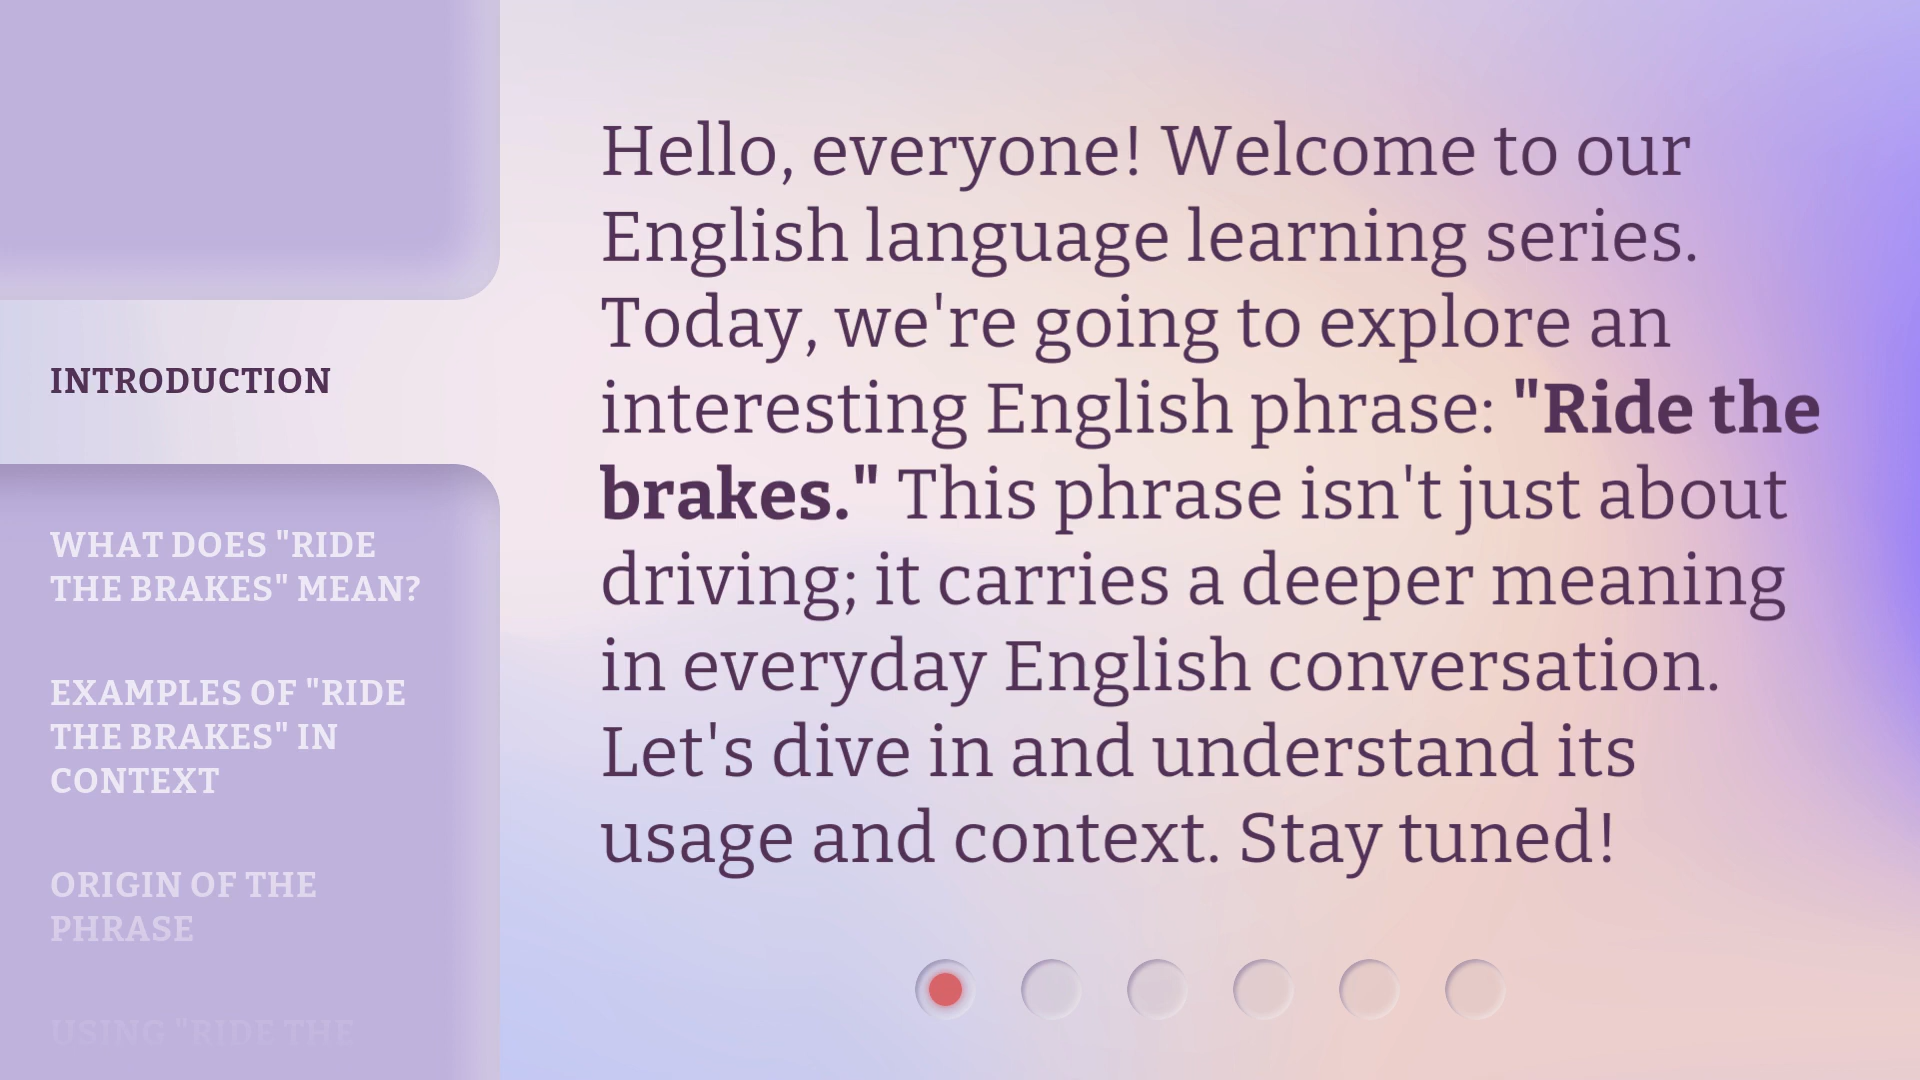 INTRODUCTION
WHAT DOES "RIDE
THE BRAKES" MEAN?
EXAMPLES OF "RIDE
THE BRAKES" IN
CONTEXT
ORIGIN OF THE
PHRASE
USING "RIDE THE
Hello, everyone! Welcome to our
English language learning series.
Today, we're going to explore an
interesting English phrase: "Ride the
brakes." This phrase isn't just about
driving; it carries a deeper meaning
in everyday English conversation.
Let's dive in and understand its
usage and context. Stay tuned!